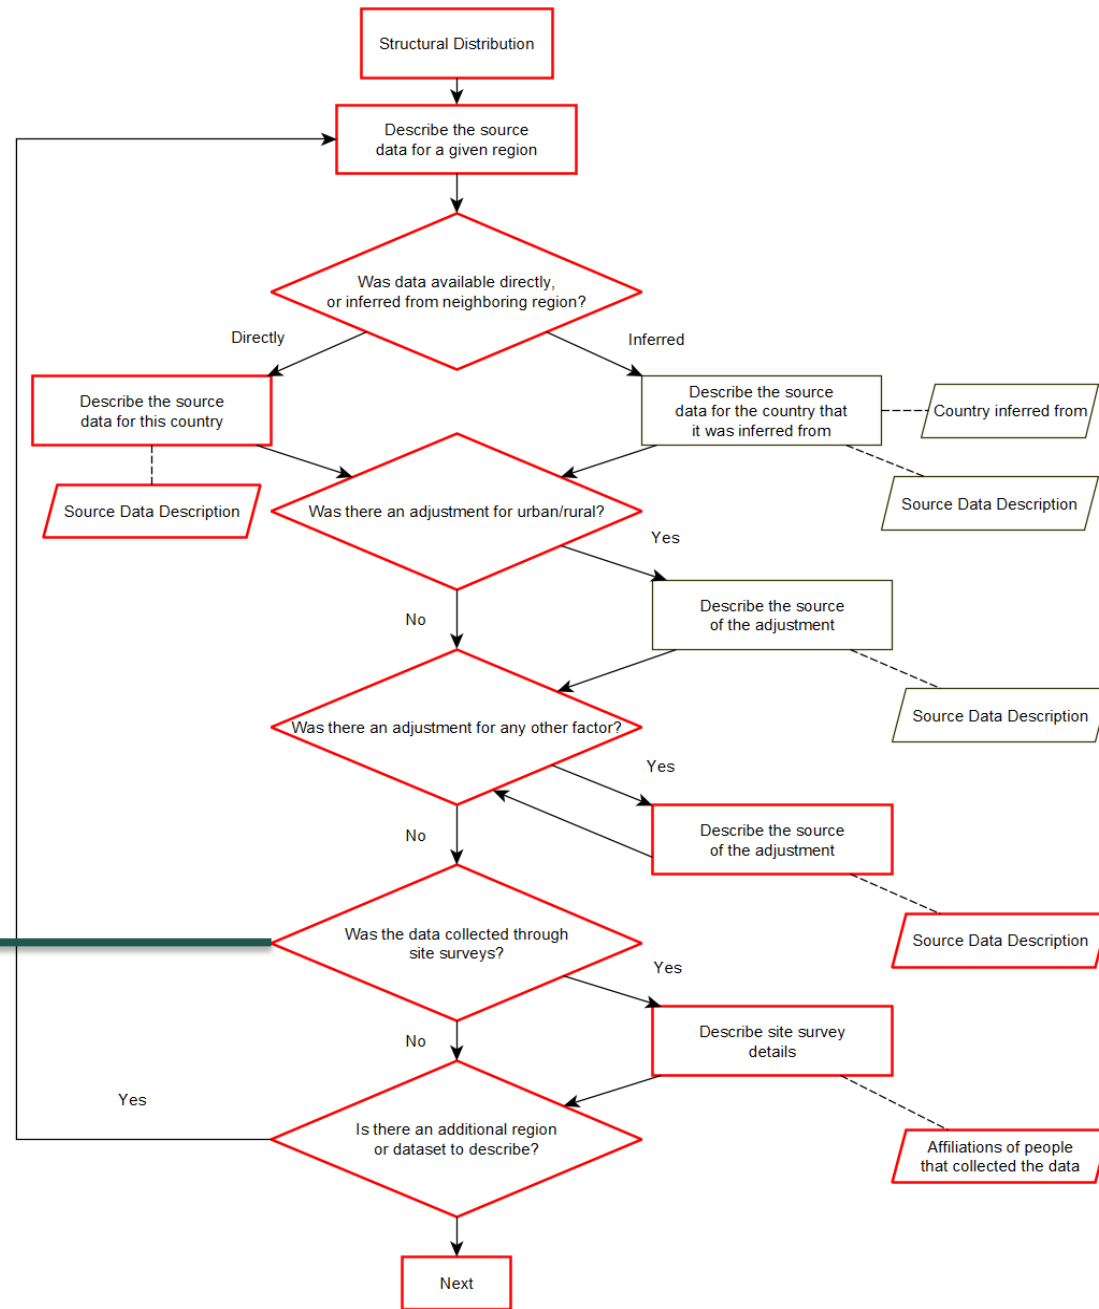 Structural Distribution
Describe the source
data for a given region
Was data available directly,
or inferred from neighboring region?
Directly
Inferred
Describe the source
data for this country
Describe the source
data for the country that
it was inferred from
Country inferred from
Source Data Description
Source Data Description
Was there an adjustment for urban/rural?
Yes
No
Describe the source
of the adjustment
Source Data Description
Was there an adjustment for any other factor?
Yes
No
Describe the source
of the adjustment
Source Data Description
Was the data collected through
site surveys?
Yes
No
Describe site survey
details
Affiliations of people
that collected the data
Yes
Is there an additional region
or dataset to describe?
Next